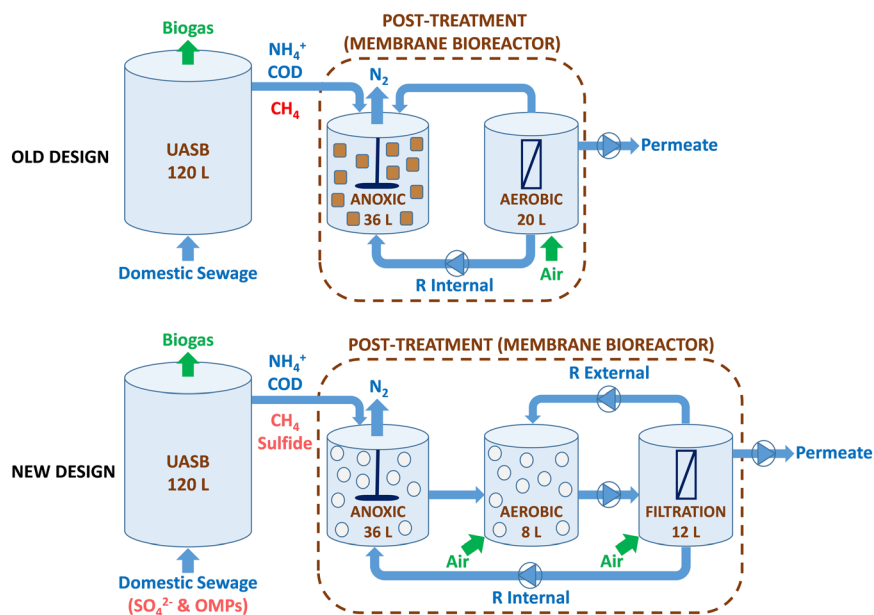 Biogas
NH₄⁺
COD
CH₄
POST-TREATMENT
(MEMBRANE BIOREACTOR)
N₂
OLD DESIGN
UASB
120 L
ANOXIC
36 L
AEROBIC
20 L
Permeate
Domestic Sewage
R Internal
Air
Biogas
NH₄⁺
COD
CH₄
Sulfide
POST-TREATMENT (MEMBRANE BIOREACTOR)
N₂
R External
NEW DESIGN
UASB
120 L
ANOXIC
36 L
AEROBIC
8 L
FILTRATION
12 L
Permeate
Air
Air
Domestic Sewage
(SO₄²⁻ & OMPs)
R Internal